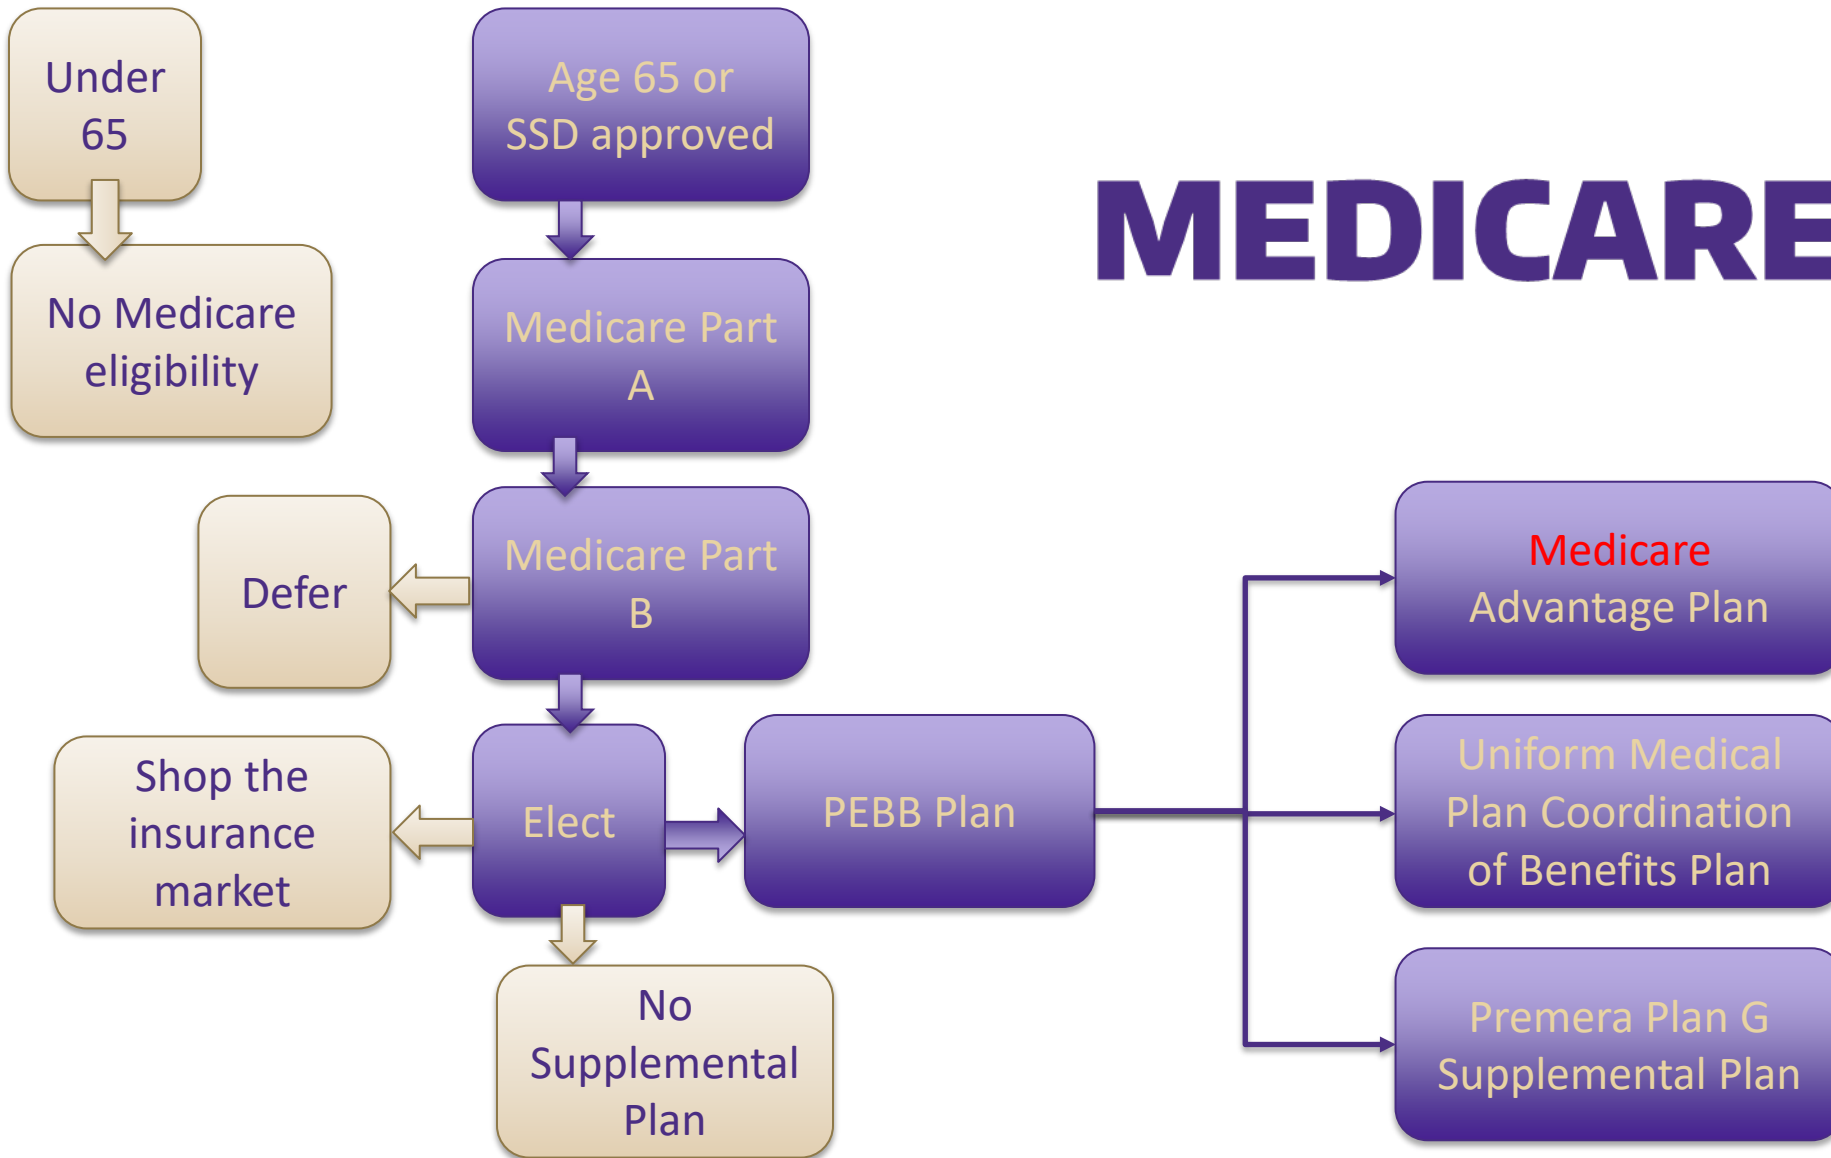 Under
65
Age 65 or
SSD approved
MEDICARE
No Medicare
eligibility
Medicare Part
A
Defer
Medicare Part
B
Medicare
Advantage Plan
Shop the
insurance
market
Elect
PEBB Plan
Uniform Medical
Plan Coordination
of Benefits Plan
No
Supplemental
Plan
Premera Plan G
Supplemental Plan